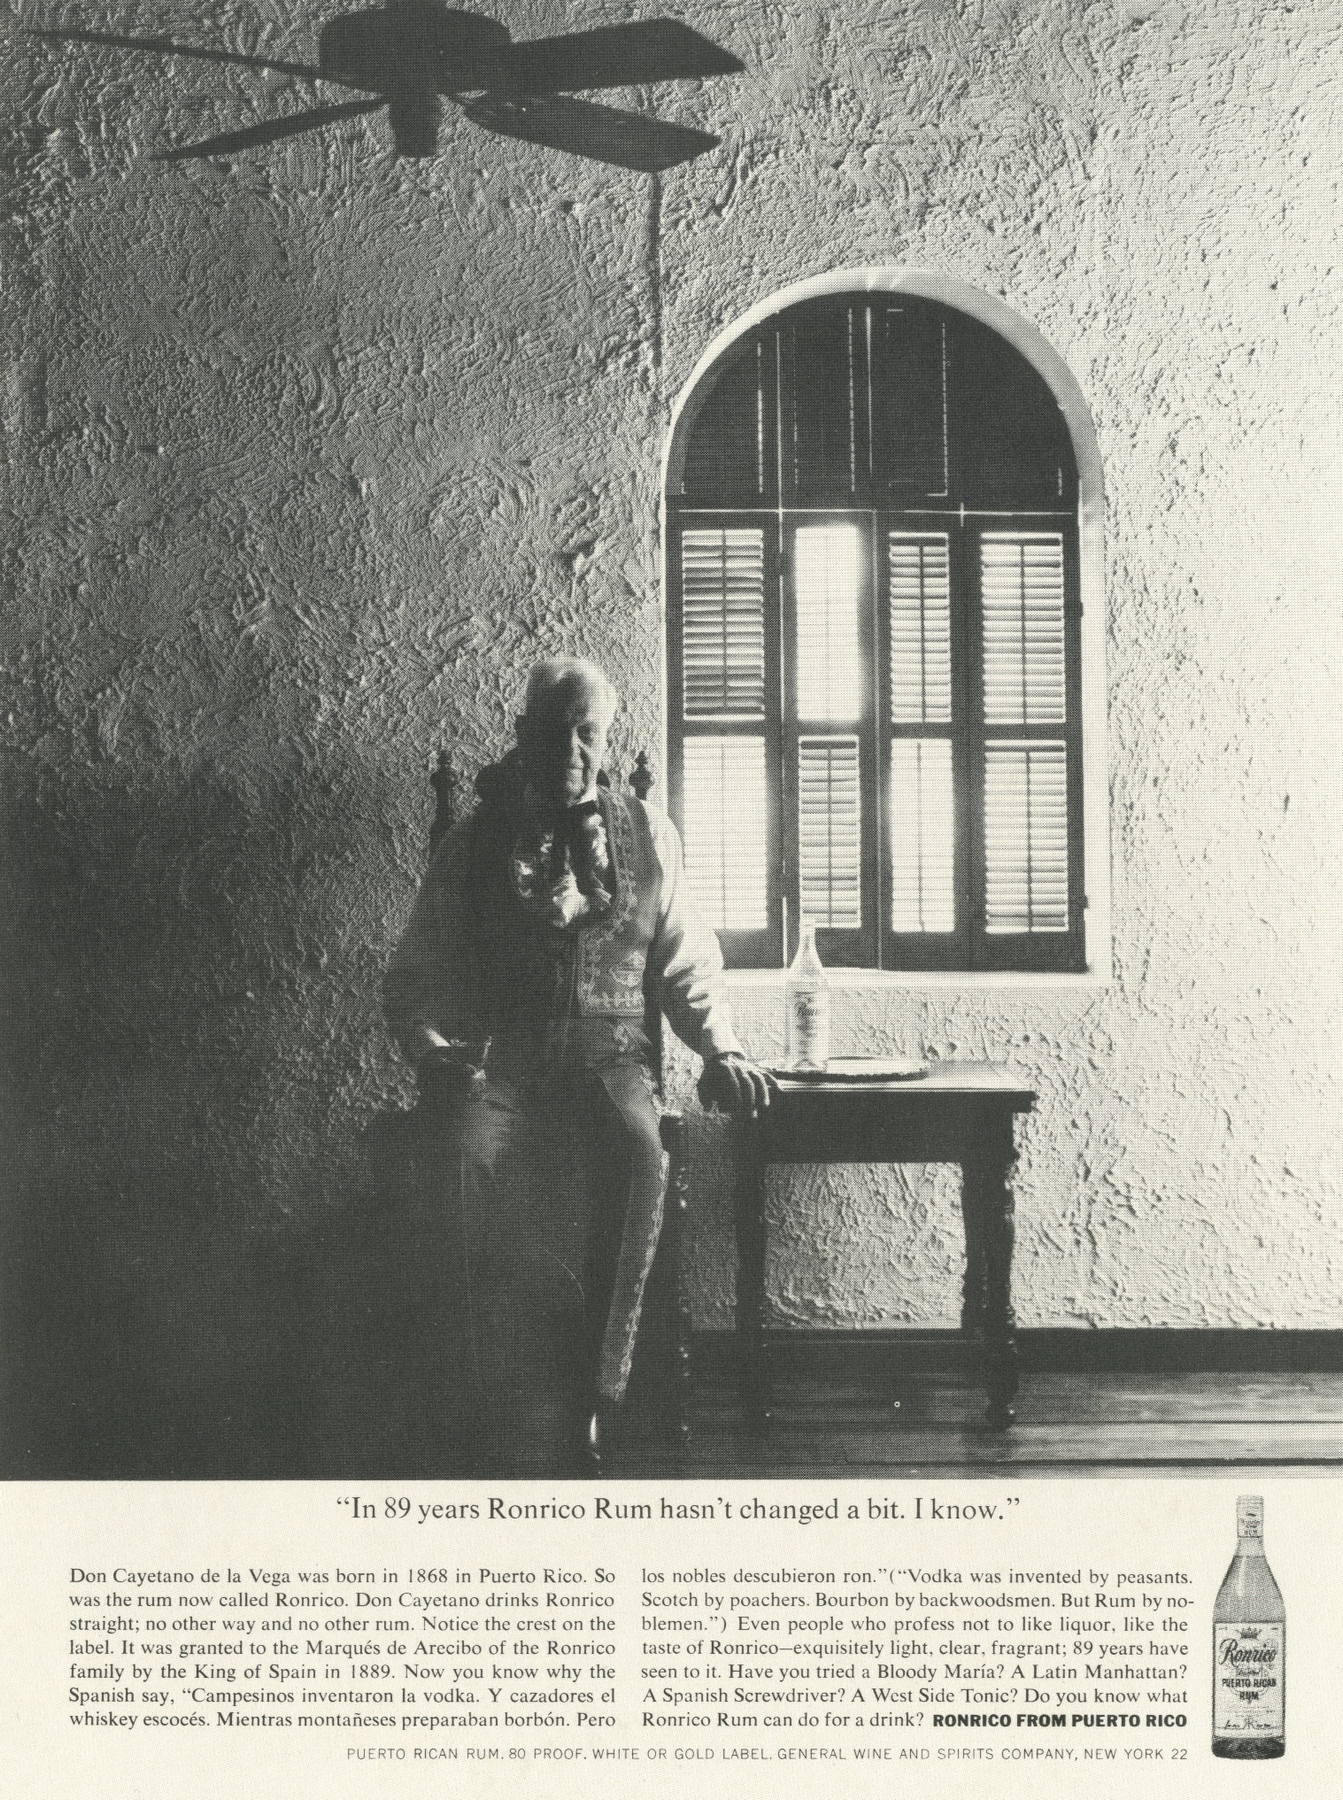 “In 89 years Ronrico Rum hasn’t changed a bit. I know.”
Don Cayetano de la Vega was born in 1868 in Puerto Rico. So
was the rum now called Ronrico. Don Cayetano drinks Ronrico
straight; no other way and no other rum. Notice the crest on the
label. It was granted to the Marqués de Arecibo of the Ronrico
family by the King of Spain in 1889. Now you know why the
Spanish say, “Campesinos inventaron la vodka. Y cazadores el
whiskey escocés. Mientras montañeses preparaban borbón. Pero
los nobles descubieron ron.”(“Vodka was invented by peasants.
Scotch by poachers. Bourbon by backwoodsmen. But Rum by no-
blemen.”) Even people who profess not to like liquor, like the
taste of Ronrico—exquisitely light, clear, fragrant; 89 years have
seen to it. Have you tried a Bloody María? A Latin Manhattan?
A Spanish Screwdriver? A West Side Tonic? Do you know what
Ronrico Rum can do for a drink? RONRICO FROM PUERTO RICO
PUERTO RICAN RUM. 80 PROOF. WHITE OR GOLD LABEL. GENERAL WINE AND SPIRITS COMPANY, NEW YORK 22
Ronrico
PUERTO RICAN
RUM